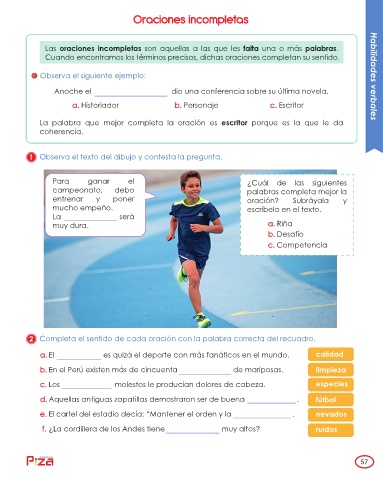 Oraciones incompletas
Habilidades verbales
Las oraciones incompletas son aquellas a las que les falta una o más palabras.
Cuando encontramos los términos precisos, dichas oraciones completan su sentido.
Observa el siguiente ejemplo:
Anoche el ____________________ dio una conferencia sobre su última novela.
a. Historiador b. Personaje c. Escritor
La palabra que mejor completa la oración es escritor porque es la que le da
coherencia.
1 Observa el texto del dibujo y contesta la pregunta.
Para ganar el
campeonato, debo
entrenar y poner
mucho empeño.
La ______________ será
muy dura.
¿Cuál de las siguientes
palabras completa mejor la
oración? Subráyala y
escríbela en el texto.
a. Riña
b. Desafío
c. Competencia
2 Completa el sentido de cada oración con la palabra correcta del recuadro.
a. El ____________ es quizá el deporte con más fanáticos en el mundo. calidad
b. En el Perú existen más de cincuenta ______________ de mariposas. limpieza
c. Los ______________ molestos le producían dolores de cabeza. especies
d. Aquellas antiguas zapatillas demostraron ser de buena _____________ . fútbol
e. El cartel del estadio decía: "Mantener el orden y la _______________ . nevados
f. ¿La cordillera de los Andes tiene ______________ muy altos? ruidos
Pizza
57